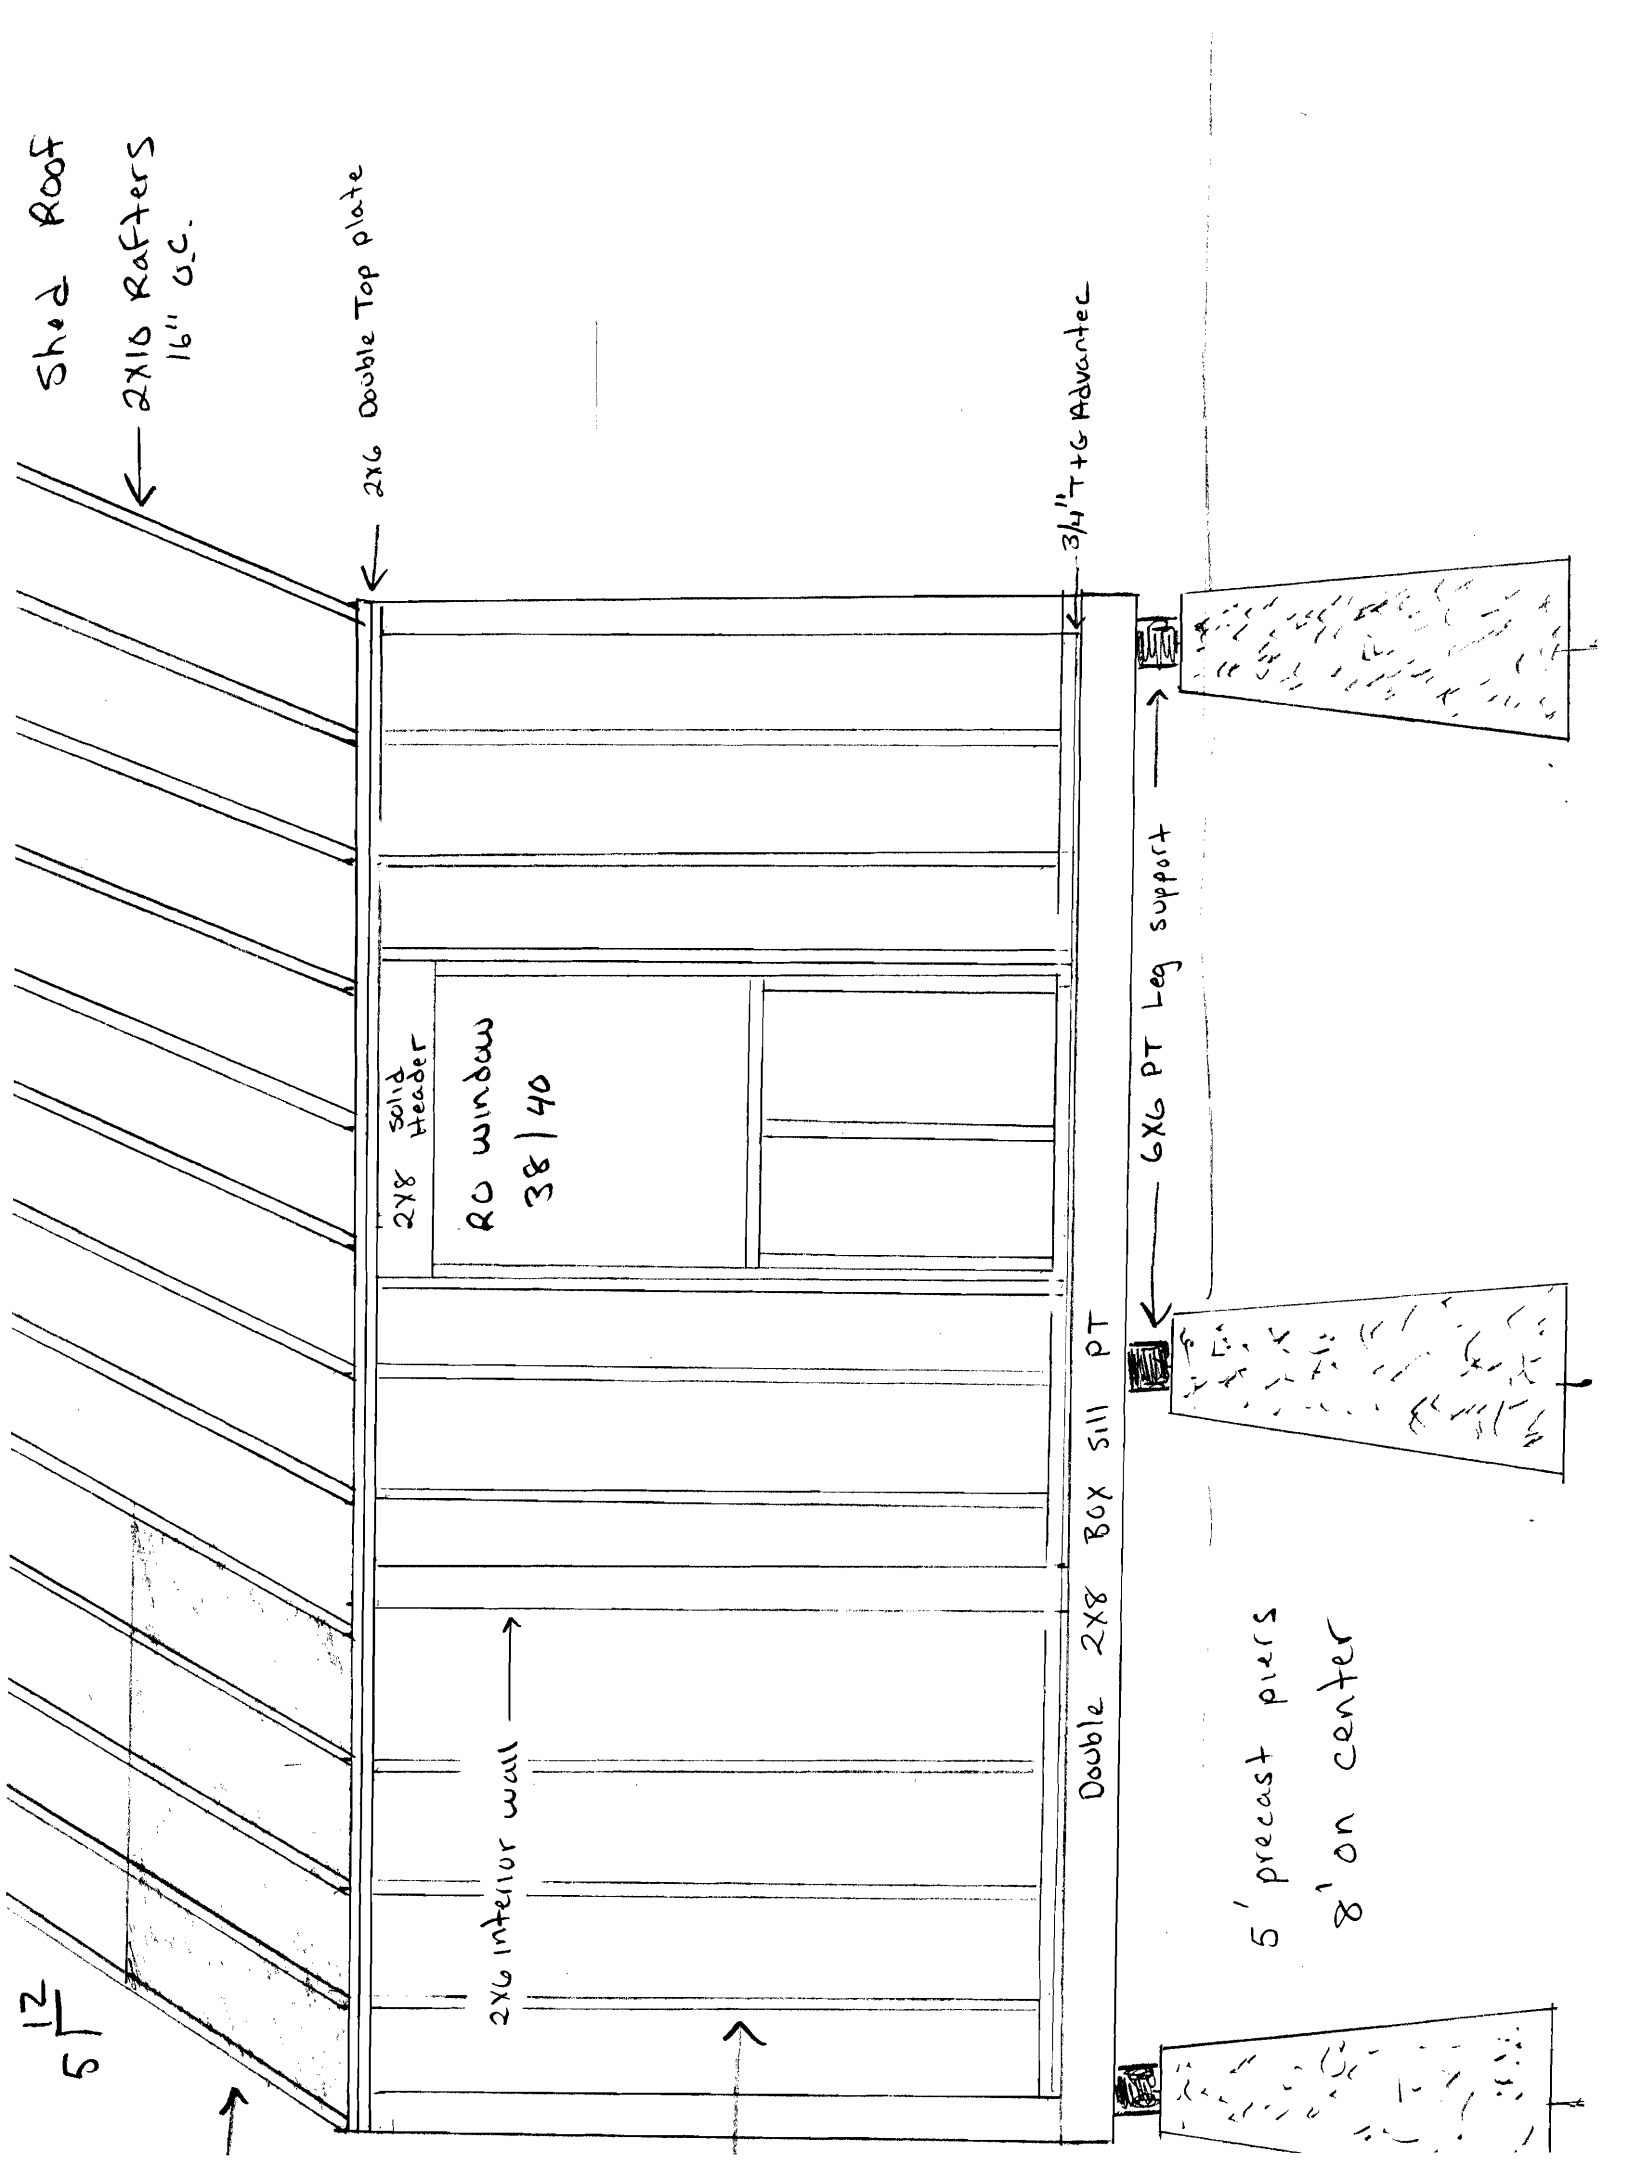 Shed Roof
2X10 Rafters
16" O.C.
12
5
2X6 Double Top plate
2X8 Solid
Header
RO window
38 | 40
2X6 interior wall
3/4" T+G Advantec
Double 2X8 BOX Sill PT
6X6 PT Leg support
5' precast piers
8' on center